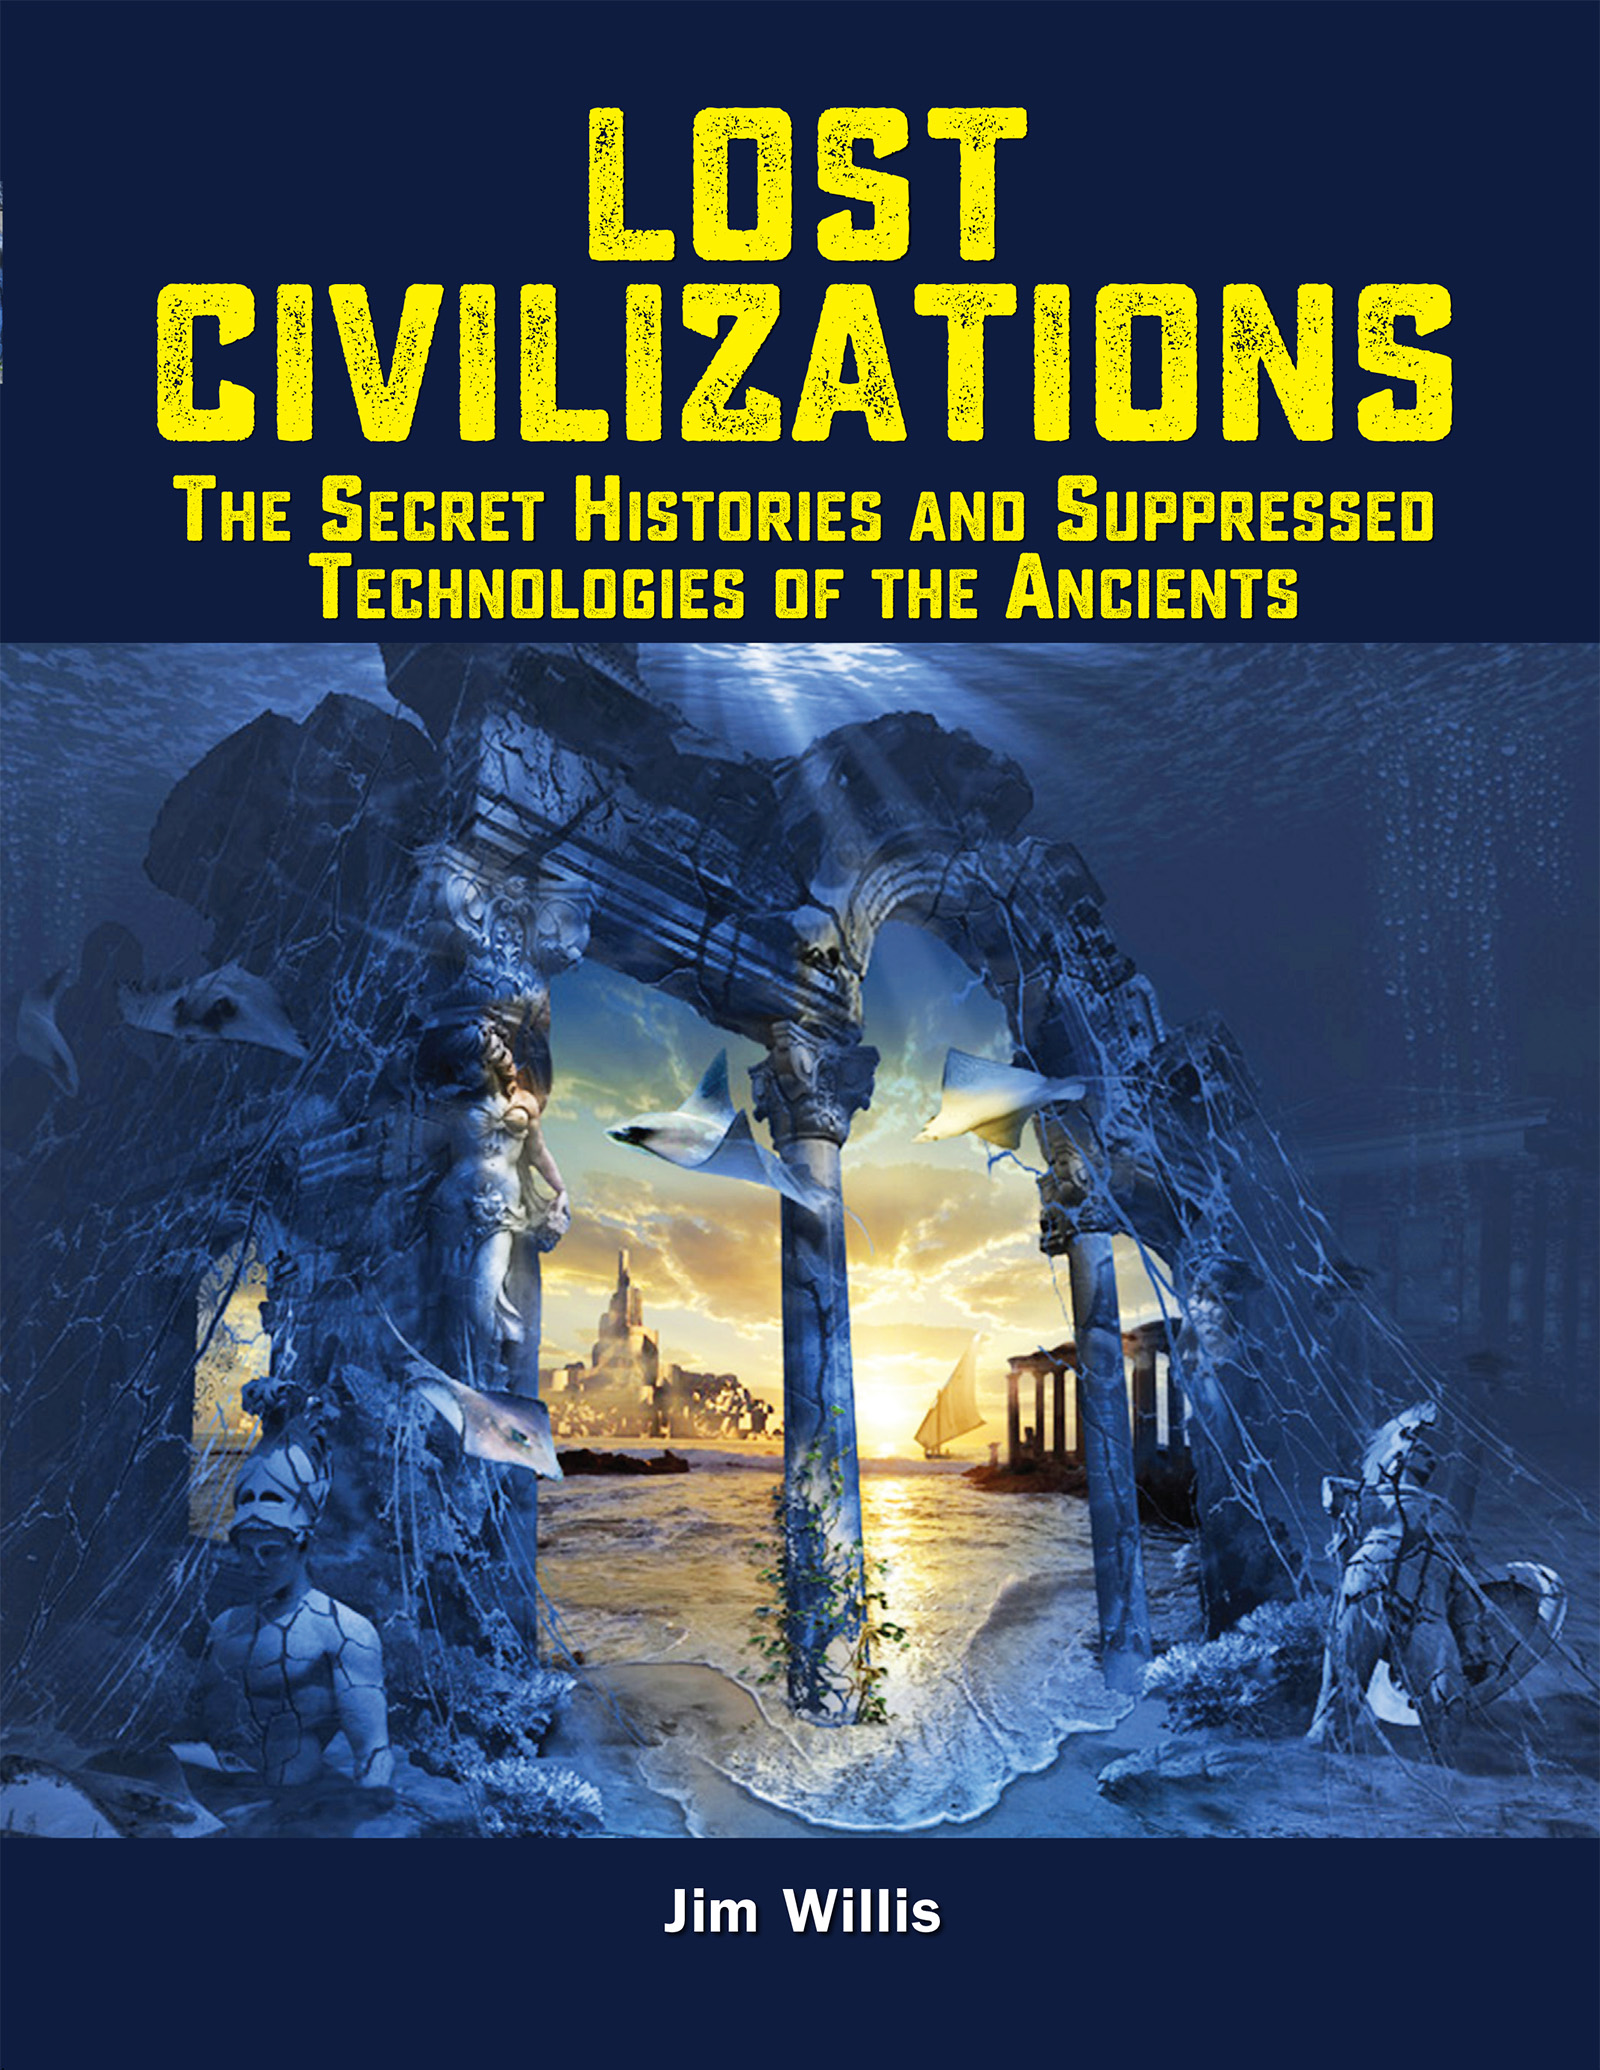 LOST
CIVILIZATIONS
THE SECRET HISTORIES AND SUPPRESSED
TECHNOLOGIES OF THE ANCIENTS
Jim Willis